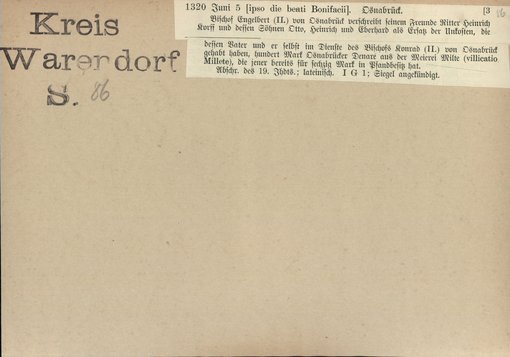 Kreis
Warendorf
S. 86
1320 Juni 5 [ipso die beati Bonifacii]. Osnabrück. [3
16
Bischof Engelbert (II.) von Osnabrück verschreibt seinem Freunde Ritter Heinrich
Korff und dessen Söhnen Otto, Heinrich und Eberhard als Ersatz der Unkosten, die
dessen Vater und er selbst im Dienste des Bischofs Konrad (II.) von Osnabrück
gehabt haben, hundert Mark Osnabrücker Denare aus der Meierei Milte (villicatio
Millete), die jener bereits für sechzig Mark in Pfandbesitz hat.
Abschr. des 19. Jhdts.; lateinisch. I G 1; Siegel angekündigt.